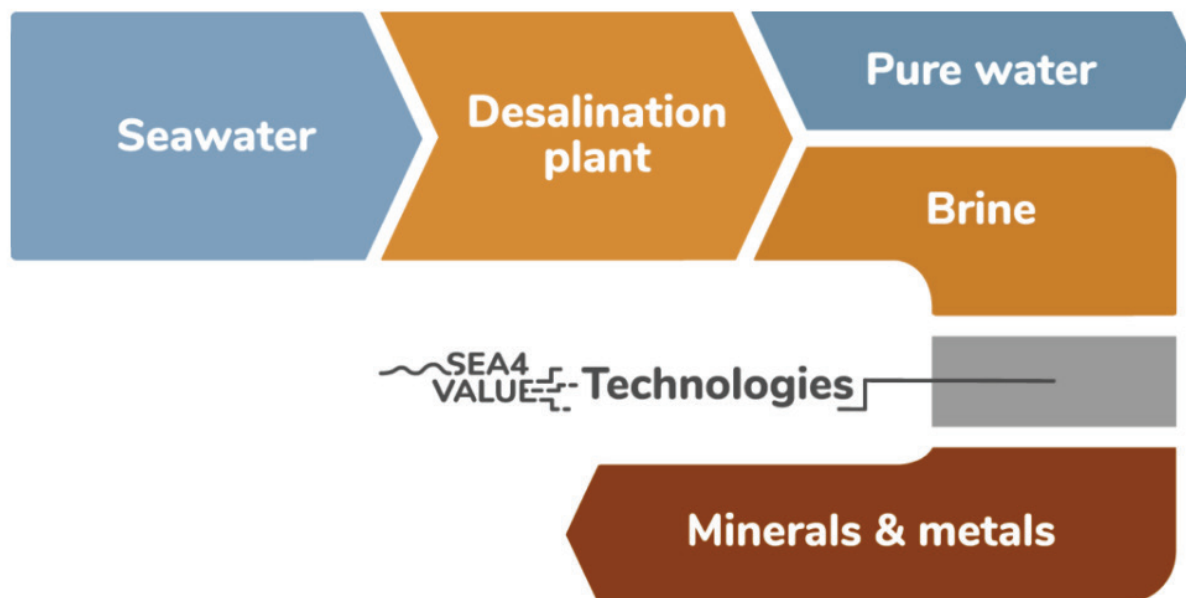 Seawater
Desalination
plant
Pure water
Brine
SEA4
VALUE
Technologies
Minerals & metals